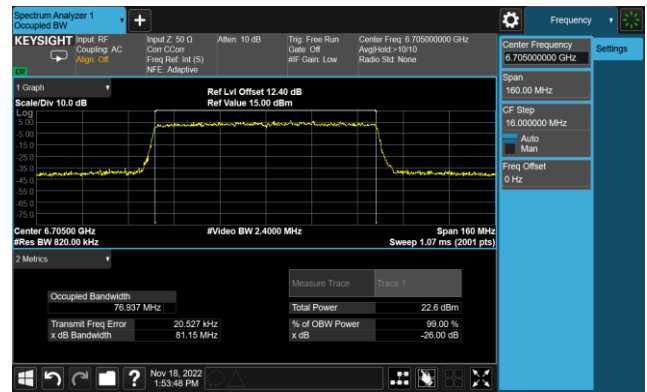 Spectrum Analyzer 1
Occupied BW
Frequency
KEYSIGHT
Input: RF
Coupling: AC
Align: Off
Input Z: 50 Ω
Corr CCorr
Freq Ref: Int (S)
NFE: Adaptive
Atten: 10 dB
Trig: Free Run
Gate: Off
#IF Gain: Low
Center Freq: 6.705000000 GHz
Avg|Hold:>10/10
Radio Std: None
Center Frequency
6.705000000 GHz
Settings
Span
160.00 MHz
CF Step
16.000000 MHz
Auto
Man
Freq Offset
0 Hz
1 Graph
Scale/Div 10.0 dB
Ref Lvl Offset 12.40 dB
Ref Value 15.00 dBm
Log
5.00
-5.00
-15.0
-25.0
-35.0
-45.0
-55.0
-65.0
-75.0
Center 6.70500 GHz
#Video BW 2.4000 MHz
Span 160 MHz
#Res BW 820.00 kHz
Sweep 1.07 ms (2001 pts)
2 Metrics
Measure Trace
Trace 1
Occupied Bandwidth
76.937 MHz
Total Power
22.6 dBm
Transmit Freq Error
20.527 kHz
% of OBW Power
99.00 %
x dB Bandwidth
81.15 MHz
x dB
-26.00 dB
?
Nov 18, 2022
1:53:48 PM